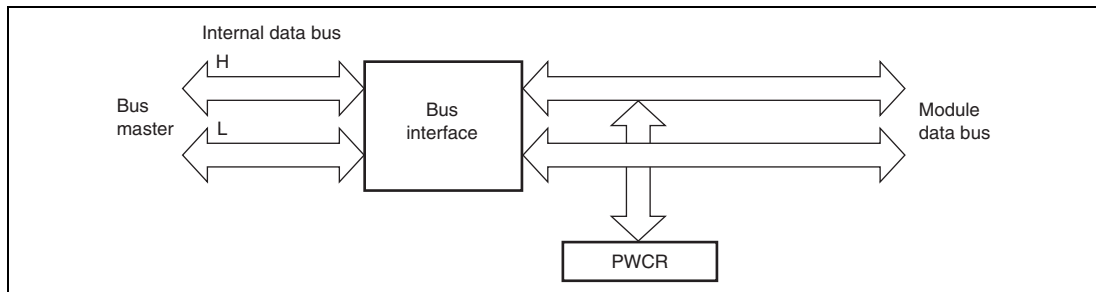 Internal data bus
H
Bus
master
L
Bus
interface
Module
data bus
PWCR